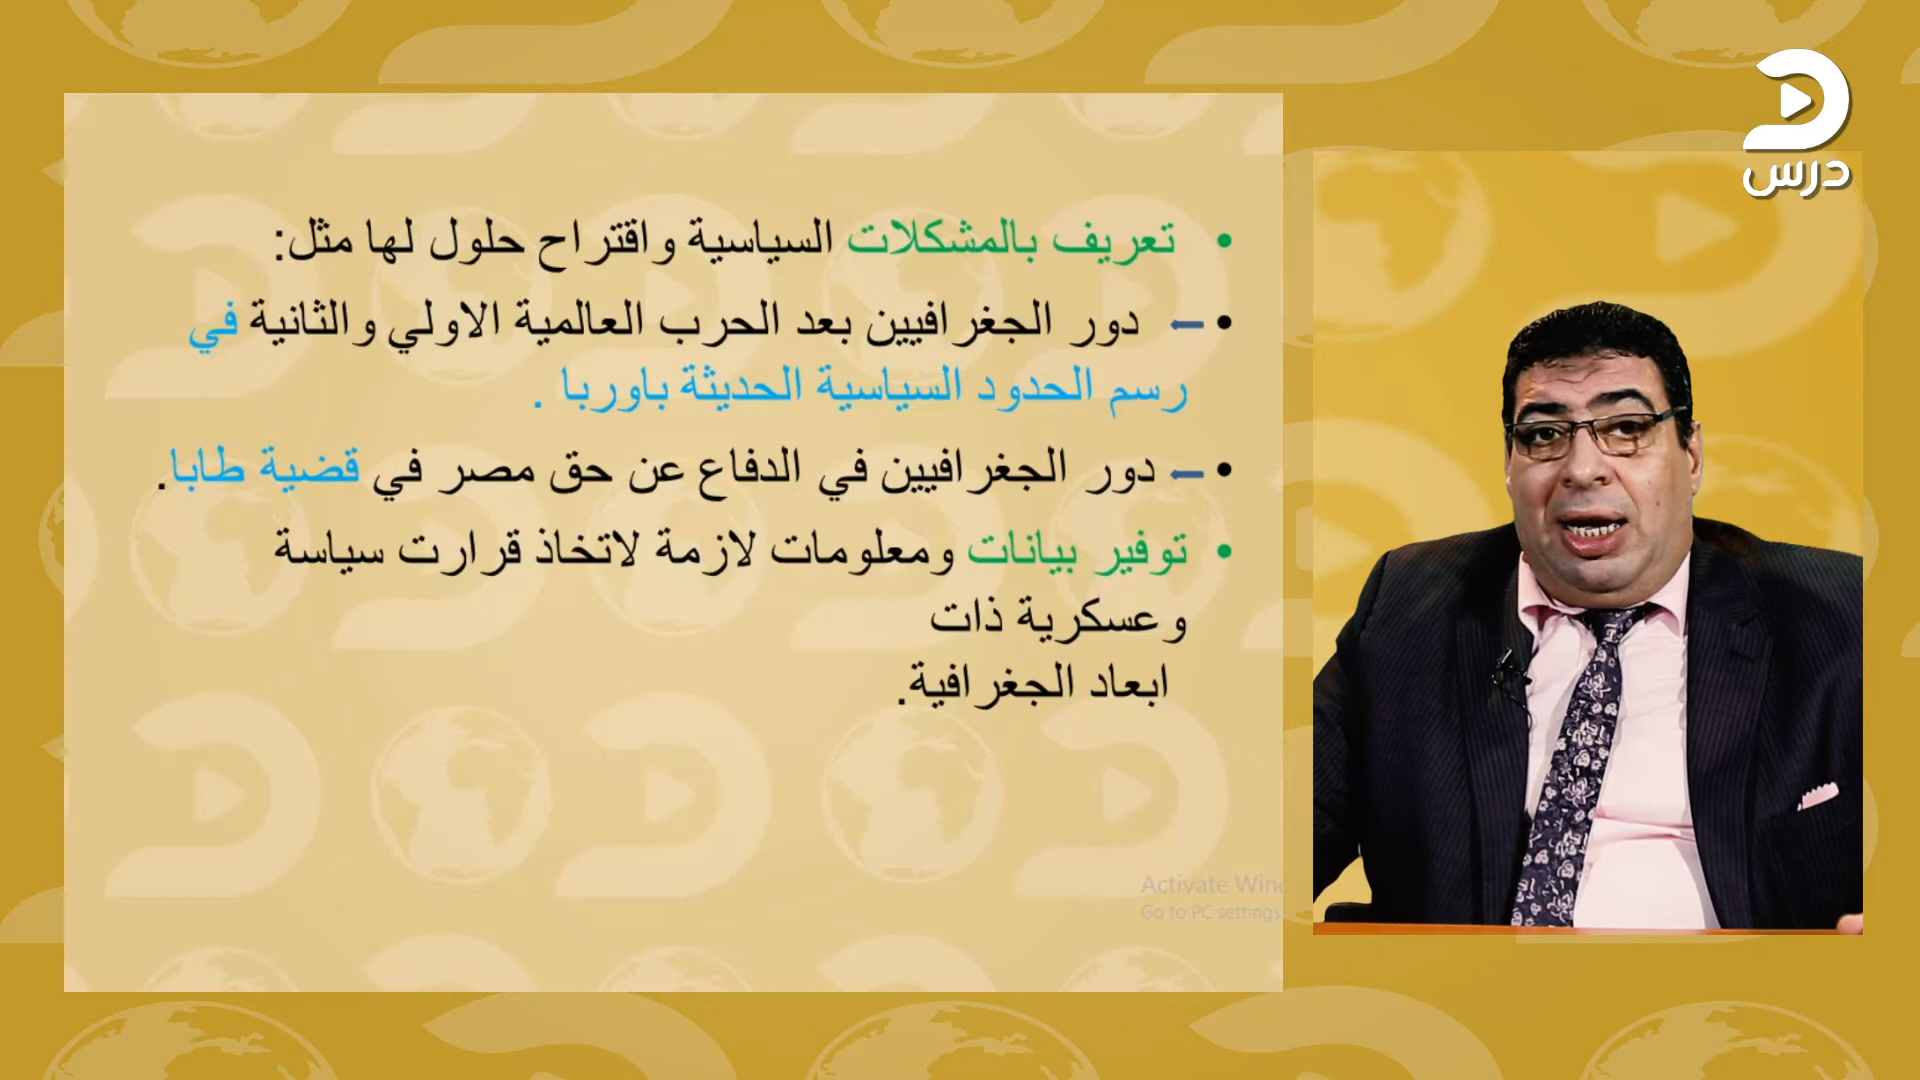 درس
• تعريف بالمشكلات السياسية واقتراح حلول لها مثل:
• دور الجغرافيين بعد الحرب العالمية الاولي والثانية في
رسم الحدود السياسية الحديثة باوربا .
• دور الجغرافيين في الدفاع عن حق مصر في قضية طابا.
• توفير بيانات ومعلومات لازمة لاتخاذ قرارت سياسة
وعسكرية ذات
ابعاد الجغرافية.
Activate Win
Go to PC settings